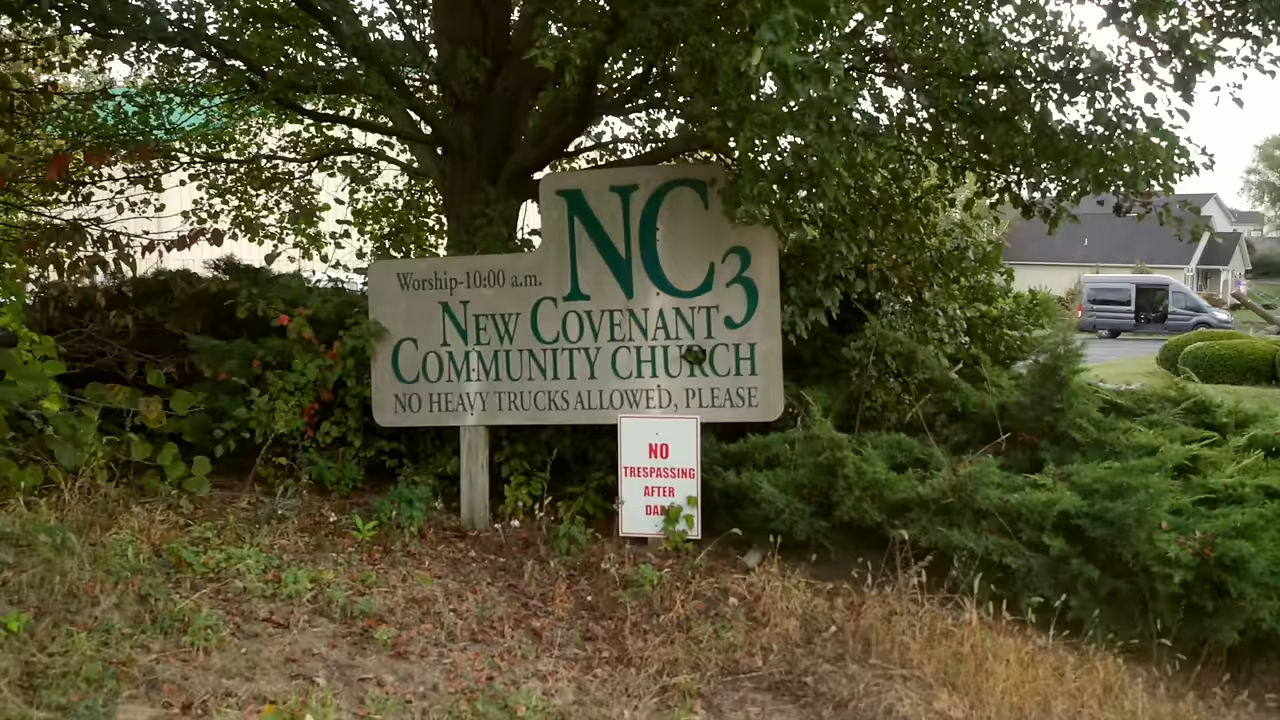 NC3
Worship-10:00 a.m.
NEW COVENANT
COMMUNITY CHURCH
NO HEAVY TRUCKS ALLOWED, PLEASE
NO
TRESPASSING
AFTER